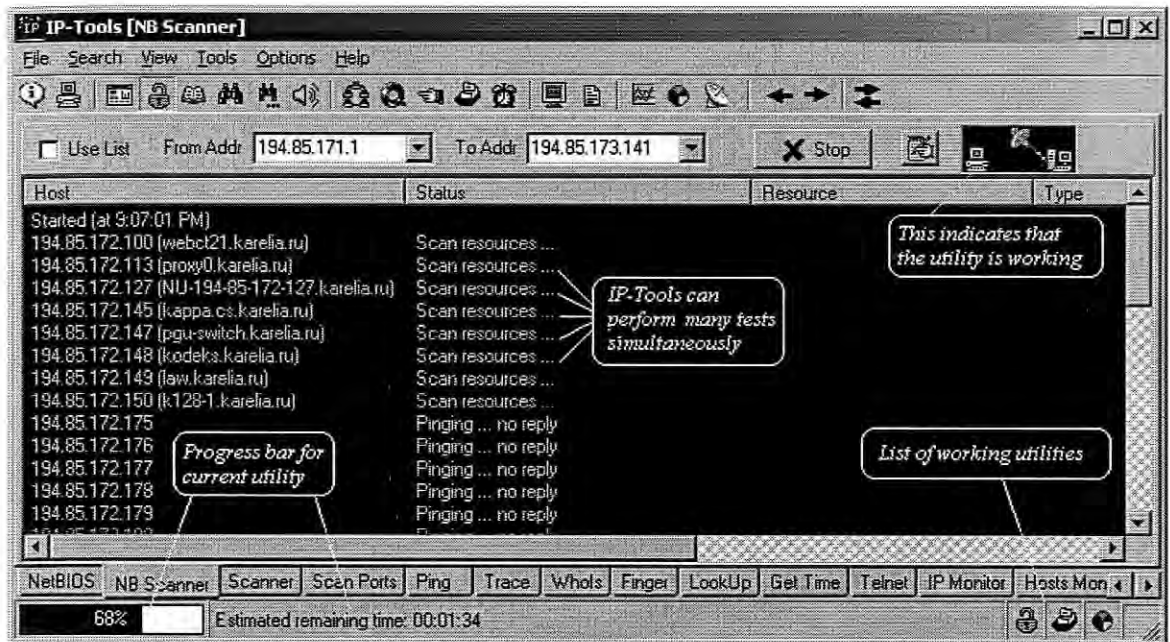 IP-Tools [NB Scanner]
File Search View Tools Options Help
Use List From Addr 194.85.171.1 To Addr 194.85.173.141 Stop
Host Status Resource Type
Started (at 9:07:01 PM)
194.85.172.100 (webct21.karelia.ru) Scan resources ...
194.85.172.113 (proxy0.karelia.ru) Scan resources ...
194.85.172.127 (NU-194-85-172-127.karelia.ru) Scan resources ...
194.85.172.145 (kappa.cs.karelia.ru) Scan resources ...
194.85.172.147 (pgu-switch.karelia.ru) Scan resources ...
194.85.172.148 (kodeks.karelia.ru) Scan resources ...
194.85.172.149 (law.karelia.ru) Scan resources ...
194.85.172.150 (k128-1.karelia.ru) Scan resources ...
194.85.172.175 Pinging ... no reply
194.85.172.176 Pinging ... no reply
194.85.172.177 Pinging ... no reply
194.85.172.178 Pinging ... no reply
194.85.172.179 Pinging ... no reply
This indicates that
the utility is working
IP-Tools can
perform many tests
simultaneously
Progress bar for
current utility
List of working utilities
NetBIOS NB Scanner Scanner Scan Ports Ping Trace WhoIs Finger LookUp Get Time Telnet IP Monitor Hosts Mon
68% Estimated remaining time: 00:01:34